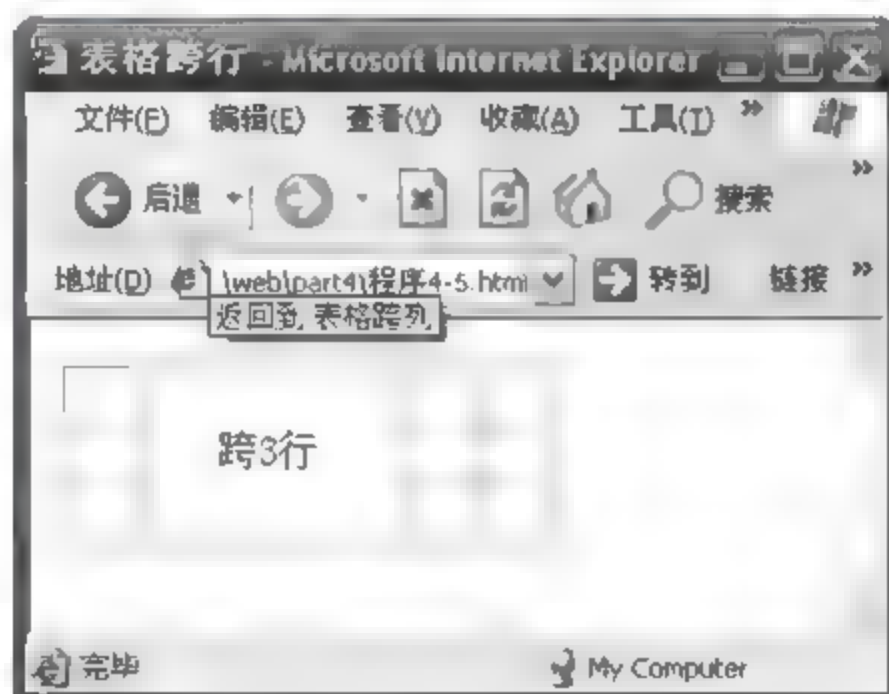 表格跨行 - Microsoft Internet Explorer
文件(F) 编辑(E) 查看(V) 收藏(A) 工具(T) »
后退 搜索 »
地址(D) \web\part4\程序4-5.html 转到 链接 »
返回到 表格跨列
跨3行
完毕 My Computer